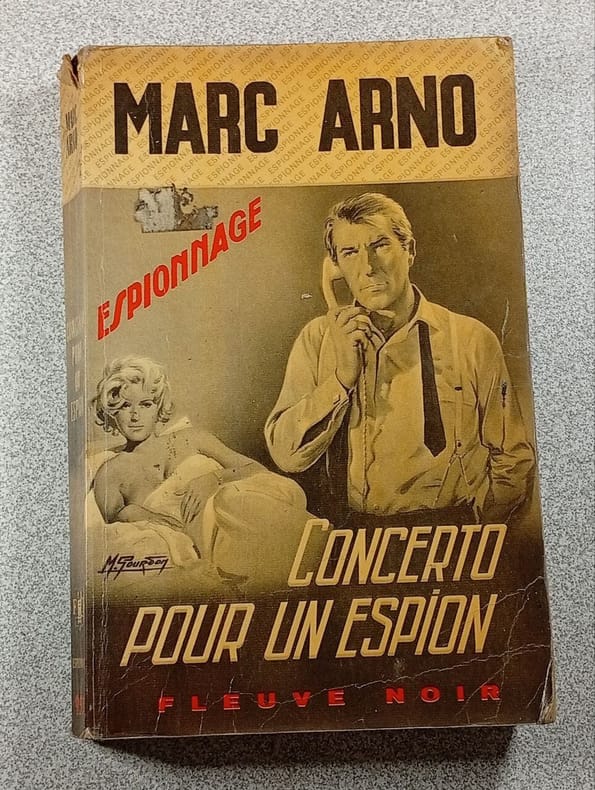 MARC ARNO
ESPIONNAGE
M. Gourdon
CONCERTO
POUR UN ESPION
FLEUVE NOIR